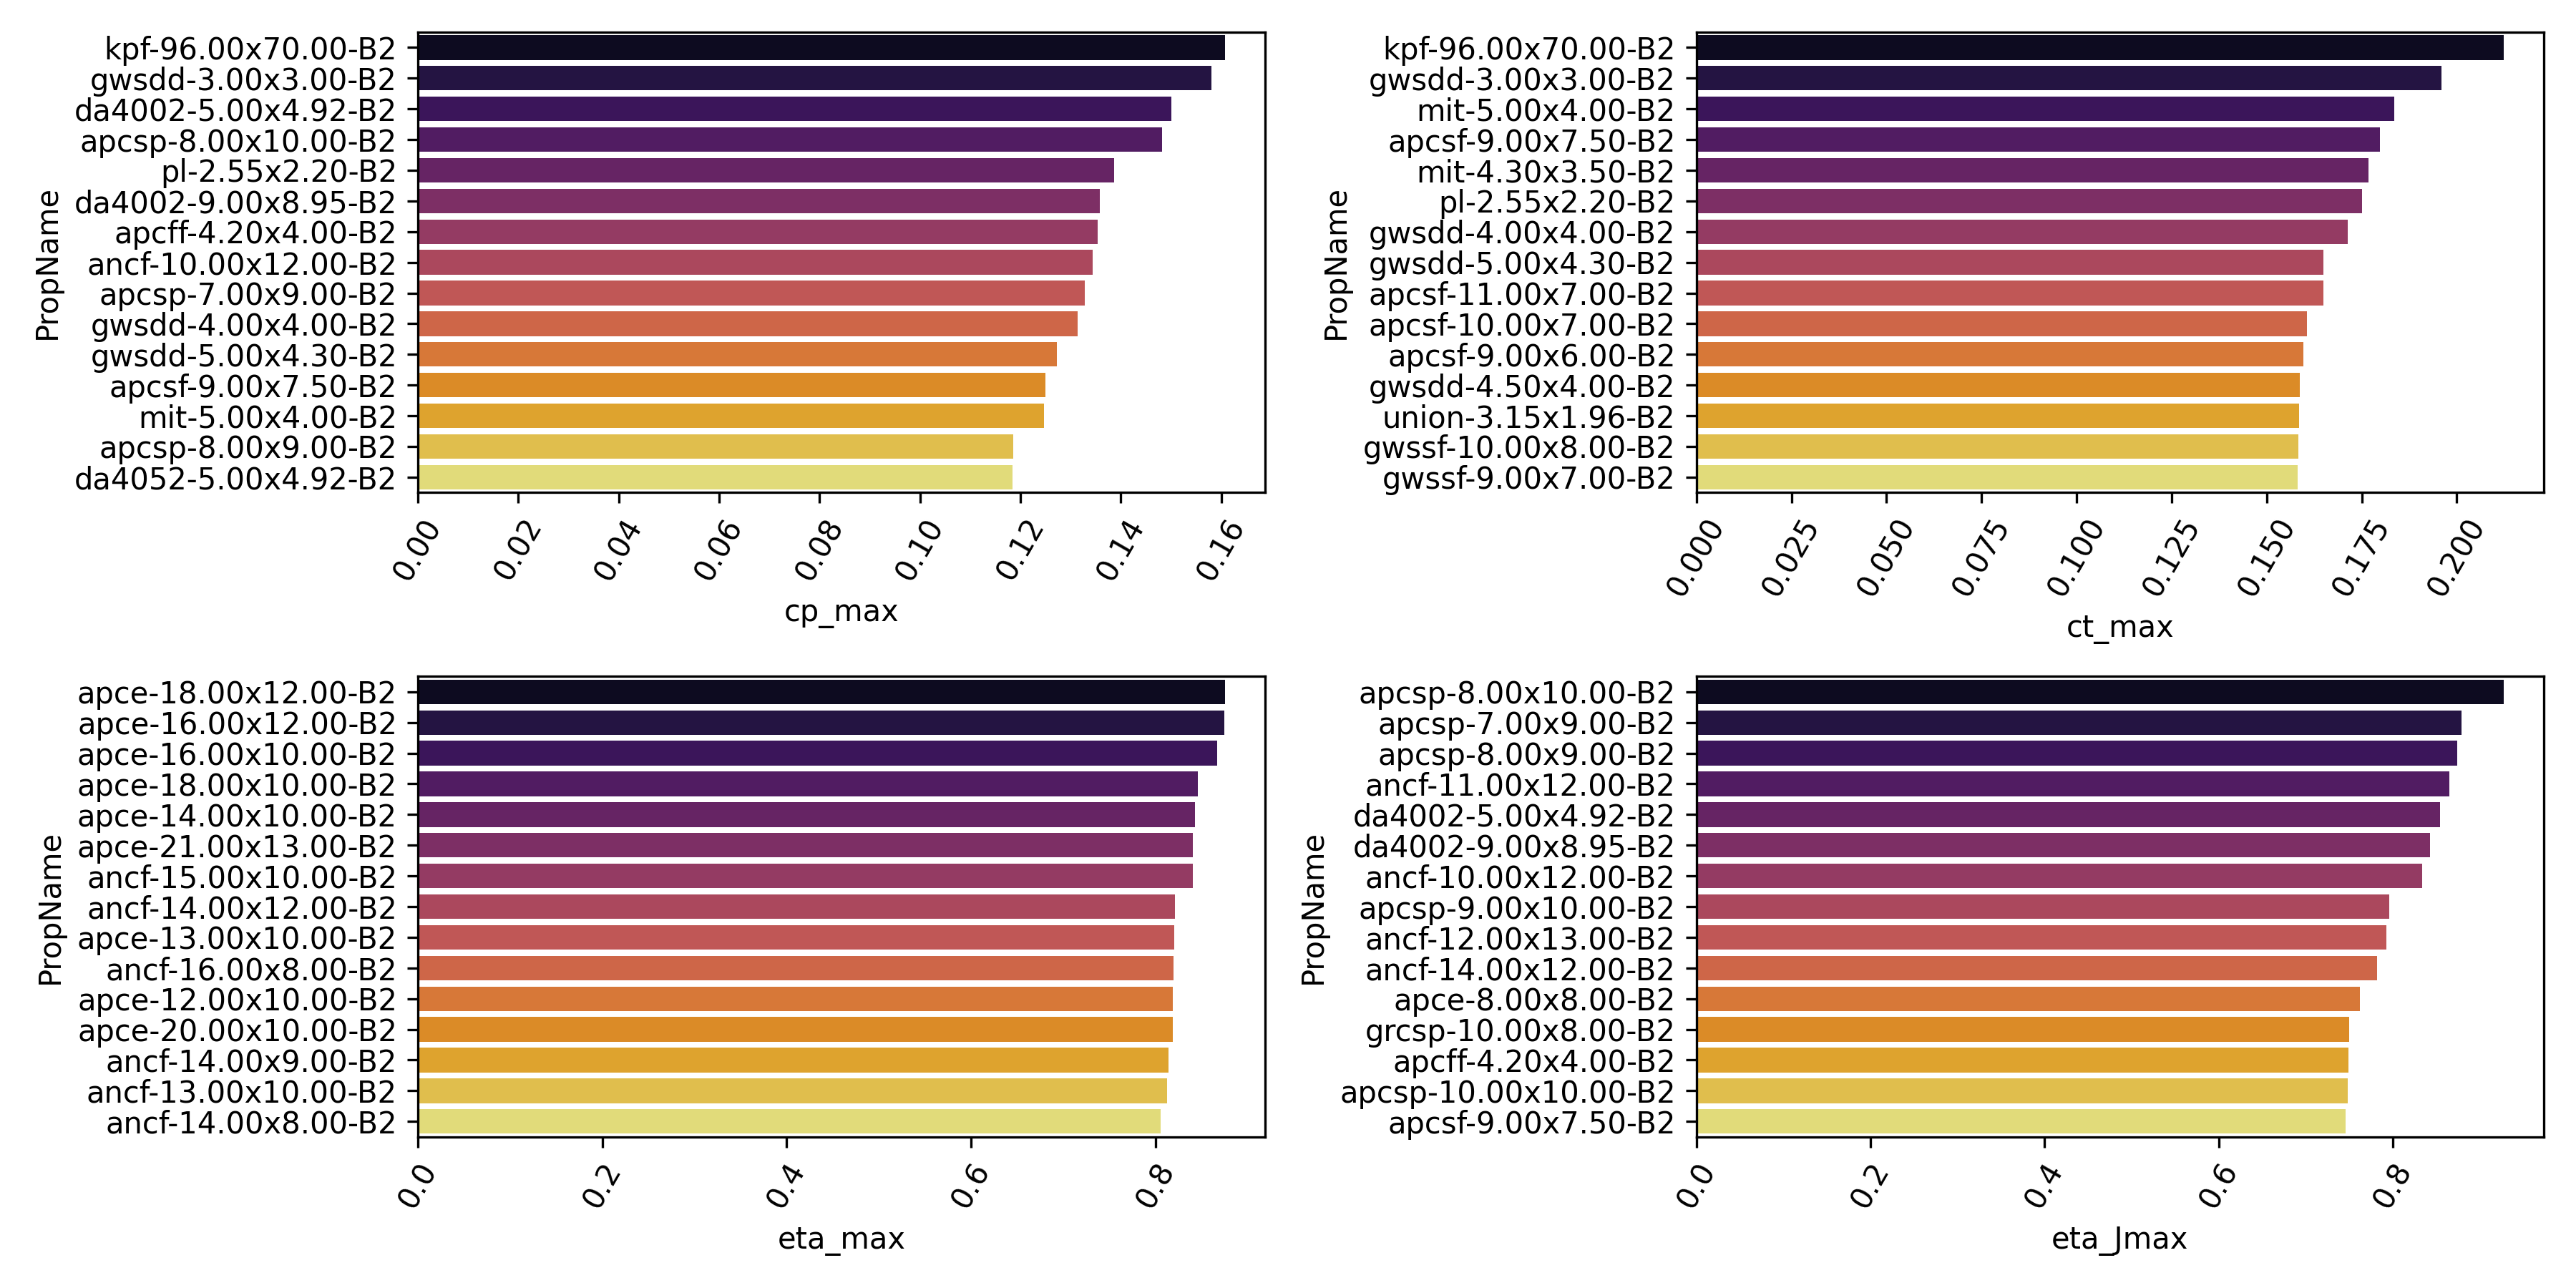 PropName
kpf-96.00x70.00-B2
gwsdd-3.00x3.00-B2
da4002-5.00x4.92-B2
apcsp-8.00x10.00-B2
pl-2.55x2.20-B2
da4002-9.00x8.95-B2
apcff-4.20x4.00-B2
ancf-10.00x12.00-B2
apcsp-7.00x9.00-B2
gwsdd-4.00x4.00-B2
gwsdd-5.00x4.30-B2
apcsf-9.00x7.50-B2
mit-5.00x4.00-B2
apcsp-8.00x9.00-B2
da4052-5.00x4.92-B2
0.00 0.02 0.04 0.06 0.08 0.10 0.12 0.14 0.16
cp_max
PropName
kpf-96.00x70.00-B2
gwsdd-3.00x3.00-B2
mit-5.00x4.00-B2
apcsf-9.00x7.50-B2
mit-4.30x3.50-B2
pl-2.55x2.20-B2
gwsdd-4.00x4.00-B2
gwsdd-5.00x4.30-B2
apcsf-11.00x7.00-B2
apcsf-10.00x7.00-B2
apcsf-9.00x6.00-B2
gwsdd-4.50x4.00-B2
union-3.15x1.96-B2
gwssf-10.00x8.00-B2
gwssf-9.00x7.00-B2
0.000 0.025 0.050 0.075 0.100 0.125 0.150 0.175 0.200
ct_max
PropName
apce-18.00x12.00-B2
apce-16.00x12.00-B2
apce-16.00x10.00-B2
apce-18.00x10.00-B2
apce-14.00x10.00-B2
apce-21.00x13.00-B2
ancf-15.00x10.00-B2
ancf-14.00x12.00-B2
apce-13.00x10.00-B2
ancf-16.00x8.00-B2
apce-12.00x10.00-B2
apce-20.00x10.00-B2
ancf-14.00x9.00-B2
ancf-13.00x10.00-B2
ancf-14.00x8.00-B2
0.0 0.2 0.4 0.6 0.8
eta_max
PropName
apcsp-8.00x10.00-B2
apcsp-7.00x9.00-B2
apcsp-8.00x9.00-B2
ancf-11.00x12.00-B2
da4002-5.00x4.92-B2
da4002-9.00x8.95-B2
ancf-10.00x12.00-B2
apcsp-9.00x10.00-B2
ancf-12.00x13.00-B2
ancf-14.00x12.00-B2
apce-8.00x8.00-B2
grcsp-10.00x8.00-B2
apcff-4.20x4.00-B2
apcsp-10.00x10.00-B2
apcsf-9.00x7.50-B2
0.0 0.2 0.4 0.6 0.8
eta_Jmax